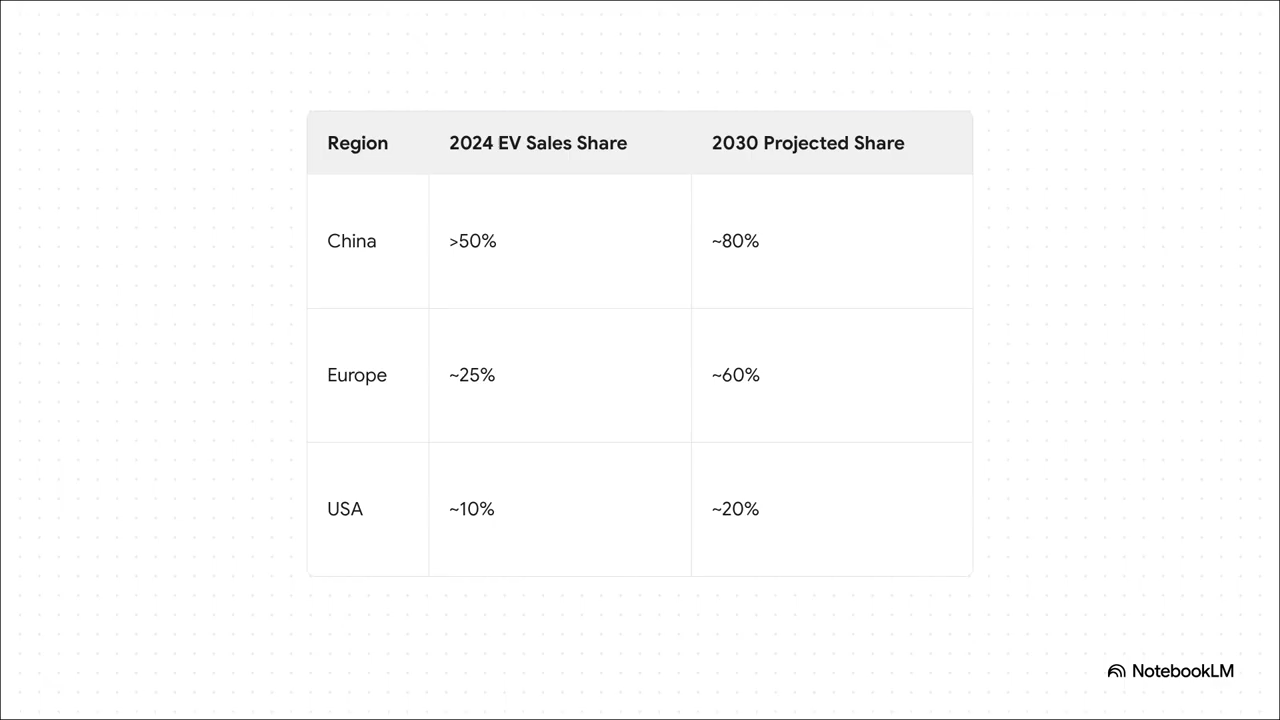 Region 2024 EV Sales Share 2030 Projected Share
China >50% ~80%
Europe ~25% ~60%
USA ~10% ~20%
NotebookLM